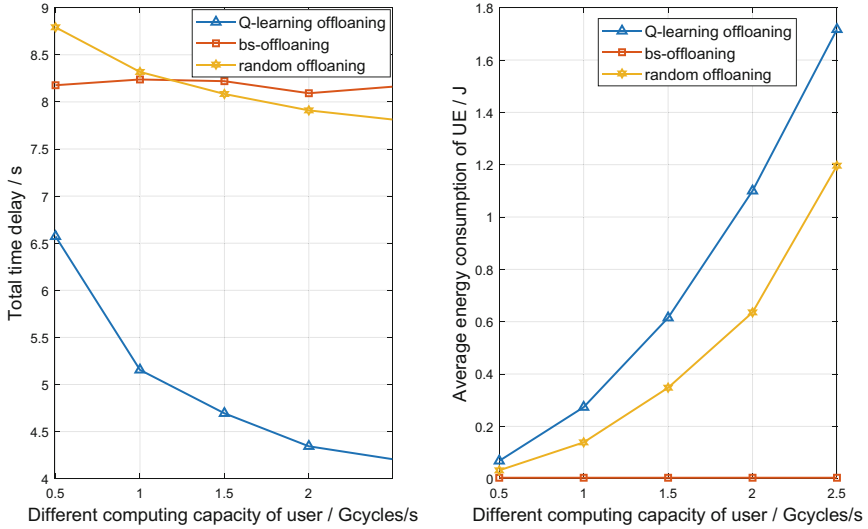 9
8.5
8
7.5
7
6.5
6
5.5
5
4.5
4
Total time delay / s
Q-learning offloaning
bs-offloaning
random offloaning
0.5 1 1.5 2
Different computing capacity of user / Gcycles/s
1.8
1.6
1.4
1.2
1
0.8
0.6
0.4
0.2
0
Average energy consumption of UE / J
Q-learning offloaning
bs-offloaning
random offloaning
0.5 1 1.5 2 2.5
Different computing capacity of user / Gcycles/s